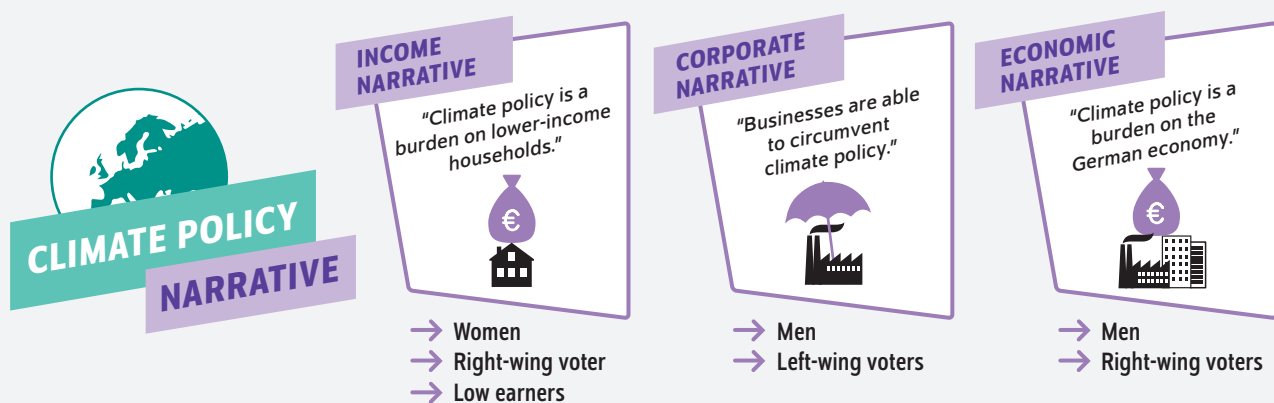 CLIMATE POLICY
NARRATIVE
INCOME
NARRATIVE
"Climate policy is a
burden on lower-income
households."
€
→ Women
→ Right-wing voter
→ Low earners
CORPORATE
NARRATIVE
"Businesses are able
to circumvent
climate policy."
→ Men
→ Left-wing voters
ECONOMIC
NARRATIVE
"Climate policy is a
burden on the
German economy."
€
→ Men
→ Right-wing voters